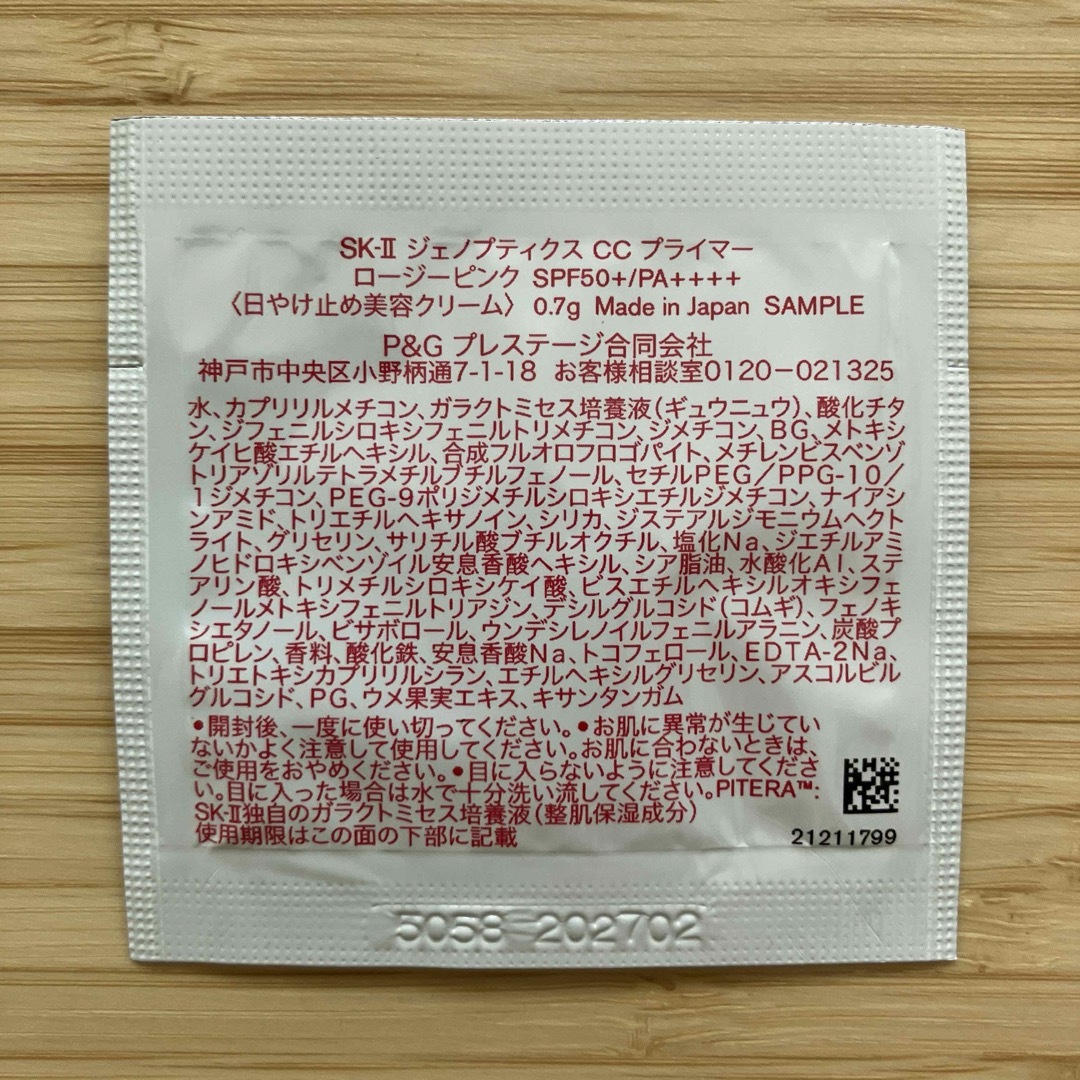 SK-II ジェノプティクス CC プライマー
ロージーピンク SPF50+/PA++++
〈日やけ止め美容クリーム〉 0.7g Made in Japan SAMPLE
P&G プレステージ合同会社
神戸市中央区小野柄通7-1-18 お客様相談室0120-021325
水、カプリリルメチコン、ガラクトミセス培養液(ギュウニュウ)、酸化チタ
ン、ジフェニルシロキシフェニルトリメチコン、ジメチコン、BG、メトキシ
ケイヒ酸エチルヘキシル、合成フルオロフロゴパイト、メチレンビスベンゾ
トリアゾリルテトラメチルブチルフェノール、セチルPEG/PPG-10/
1ジメチコン、PEG-9ポリジメチルシロキシエチルジメチコン、ナイアシ
ンアミド、トリエチルヘキサノイン、シリカ、ジステアルジモニウムヘクト
ライト、グリセリン、サリチル酸ブチルオクチル、塩化Na、ジエチルアミ
ノヒドロキシベンゾイル安息香酸ヘキシル、シア脂油、水酸化Al、ステ
アリン酸、トリメチルシロキシケイ酸、ビスエチルヘキシルオキシフェ
ノールメトキシフェニルトリアジン、デシルグルコシド(コムギ)、フェノキ
シエタノール、ビサボロール、ウンデシレノイルフェニルアラニン、炭酸プ
ロピレン、香料、酸化鉄、安息香酸Na、トコフェロール、EDTA-2Na、
トリエトキシカプリリルシラン、エチルヘキシルグリセリン、アスコルビル
グルコシド、PG、ウメ果実エキス、キサンタンガム
•開封後、一度に使い切ってください。•お肌に異常が生じてい
ないかよく注意して使用してください。お肌に合わないときは、
ご使用をおやめください。•目に入らないように注意してくださ
い。目に入った場合は水で十分洗い流してください。PITERA™:
SK-II独自のガラクトミセス培養液(整肌保湿成分)
使用期限はこの面の下部に記載
21211799
5058-202702